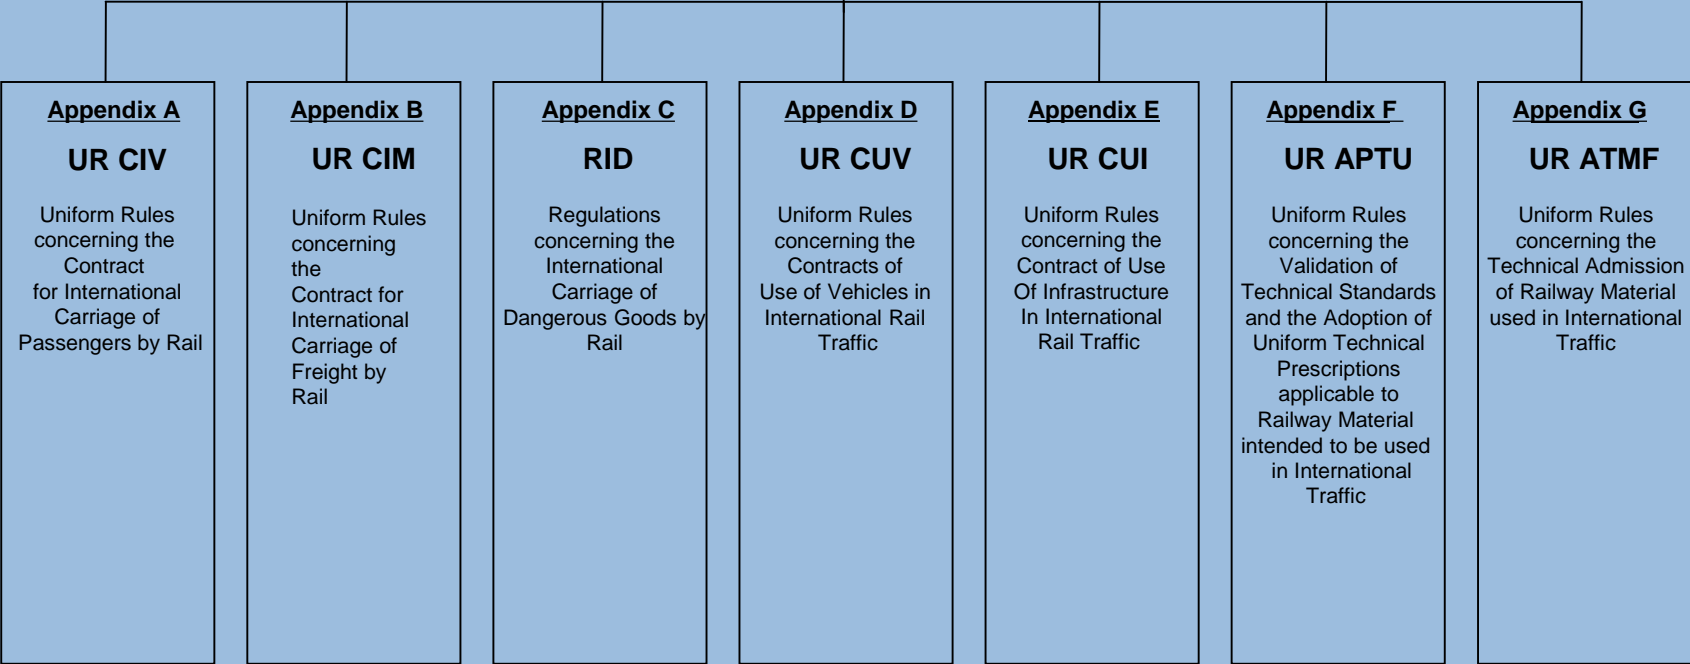 Appendix A
UR CIV
Uniform Rules
concerning the
Contract
for International
Carriage of
Passengers by Rail
Appendix B
UR CIM
Uniform Rules
concerning
the
Contract for
International
Carriage of
Freight by
Rail
Appendix C
RID
Regulations
concerning the
International
Carriage of
Dangerous Goods by
Rail
Appendix D
UR CUV
Uniform Rules
concerning the
Contracts of
Use of Vehicles in
International Rail
Traffic
Appendix E
UR CUI
Uniform Rules
concerning the
Contract of Use
Of Infrastructure
In International
Rail Traffic
Appendix F
UR APTU
Uniform Rules
concerning the
Validation of
Technical Standards
and the Adoption of
Uniform Technical
Prescriptions
applicable to
Railway Material
intended to be used
in International
Traffic
Appendix G
UR ATMF
Uniform Rules
concerning the
Technical Admission
of Railway Material
used in International
Traffic